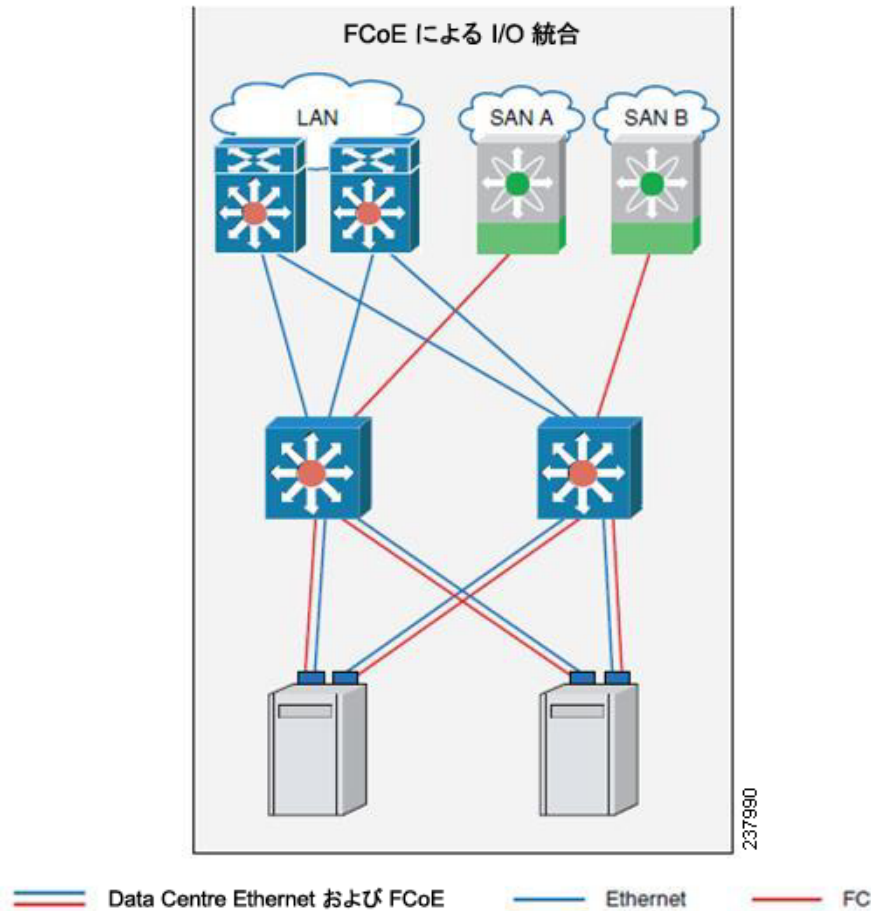 FCoE による I/O 統合
LAN
SAN A
SAN B
237990
Data Centre Ethernet および FCoE
Ethernet
FC